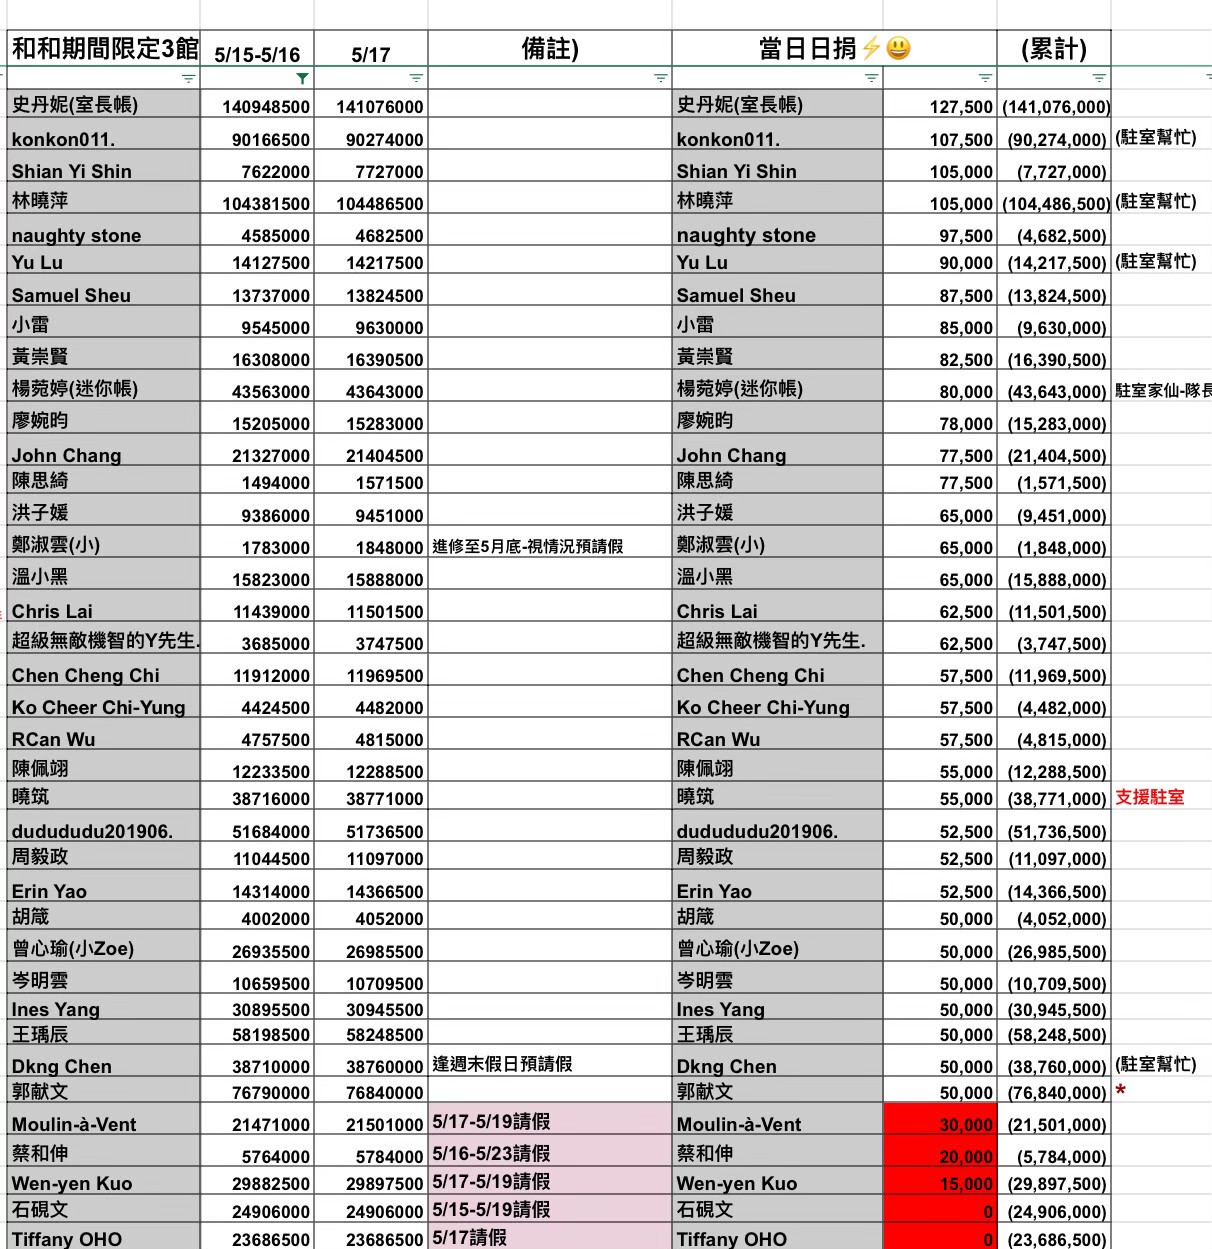 和和期間限定3館 5/15-5/16 5/17 備註) 當日日捐⚡😃 (累計)
史丹妮(室長帳) 140948500 141076000 史丹妮(室長帳) 127,500 (141,076,000)
konkon011. 90166500 90274000 konkon011. 107,500 (90,274,000) (駐室幫忙)
Shian Yi Shin 7622000 7727000 Shian Yi Shin 105,000 (7,727,000)
林曉萍 104381500 104486500 林曉萍 105,000 (104,486,500) (駐室幫忙)
naughty stone 4585000 4682500 naughty stone 97,500 (4,682,500)
Yu Lu 14127500 14217500 Yu Lu 90,000 (14,217,500) (駐室幫忙)
Samuel Sheu 13737000 13824500 Samuel Sheu 87,500 (13,824,500)
小雷 9545000 9630000 小雷 85,000 (9,630,000)
黃崇賢 16308000 16390500 黃崇賢 82,500 (16,390,500)
楊菀婷(迷你帳) 43563000 43643000 楊菀婷(迷你帳) 80,000 (43,643,000) 駐室家仙-隊長
廖婉昀 15205000 15283000 廖婉昀 78,000 (15,283,000)
John Chang 21327000 21404500 John Chang 77,500 (21,404,500)
陳思綺 1494000 1571500 陳思綺 77,500 (1,571,500)
洪子媛 9386000 9451000 洪子媛 65,000 (9,451,000)
鄭淑雲(小) 1783000 1848000 進修至5月底-視情況預請假 鄭淑雲(小) 65,000 (1,848,000)
溫小黑 15823000 15888000 溫小黑 65,000 (15,888,000)
Chris Lai 11439000 11501500 Chris Lai 62,500 (11,501,500)
超級無敵機智的Y先生. 3685000 3747500 超級無敵機智的Y先生. 62,500 (3,747,500)
Chen Cheng Chi 11912000 11969500 Chen Cheng Chi 57,500 (11,969,500)
Ko Cheer Chi-Yung 4424500 4482000 Ko Cheer Chi-Yung 57,500 (4,482,000)
RCan Wu 4757500 4815000 RCan Wu 57,500 (4,815,000)
陳佩翊 12233500 12288500 陳佩翊 55,000 (12,288,500)
曉筑 38716000 38771000 曉筑 55,000 (38,771,000) 支援駐室
dudududu201906. 51684000 51736500 dudududu201906. 52,500 (51,736,500)
周毅政 11044500 11097000 周毅政 52,500 (11,097,000)
Erin Yao 14314000 14366500 Erin Yao 52,500 (14,366,500)
胡箴 4002000 4052000 胡箴 50,000 (4,052,000)
曾心瑜(小Zoe) 26935500 26985500 曾心瑜(小Zoe) 50,000 (26,985,500)
岑明雲 10659500 10709500 岑明雲 50,000 (10,709,500)
Ines Yang 30895500 30945500 Ines Yang 50,000 (30,945,500)
王瑀辰 58198500 58248500 王瑀辰 50,000 (58,248,500)
Dkng Chen 38710000 38760000 逢週末假日預請假 Dkng Chen 50,000 (38,760,000) (駐室幫忙)
郭献文 76790000 76840000 郭献文 50,000 (76,840,000) *
Moulin-à-Vent 21471000 21501000 5/17-5/19請假 Moulin-à-Vent 30,000 (21,501,000)
蔡和伸 5764000 5784000 5/16-5/23請假 蔡和伸 20,000 (5,784,000)
Wen-yen Kuo 29882500 29897500 5/17-5/19請假 Wen-yen Kuo 15,000 (29,897,500)
石硯文 24906000 24906000 5/15-5/19請假 石硯文 0 (24,906,000)
Tiffany OHO 23686500 23686500 5/17請假 Tiffany OHO 0 (23,686,500)